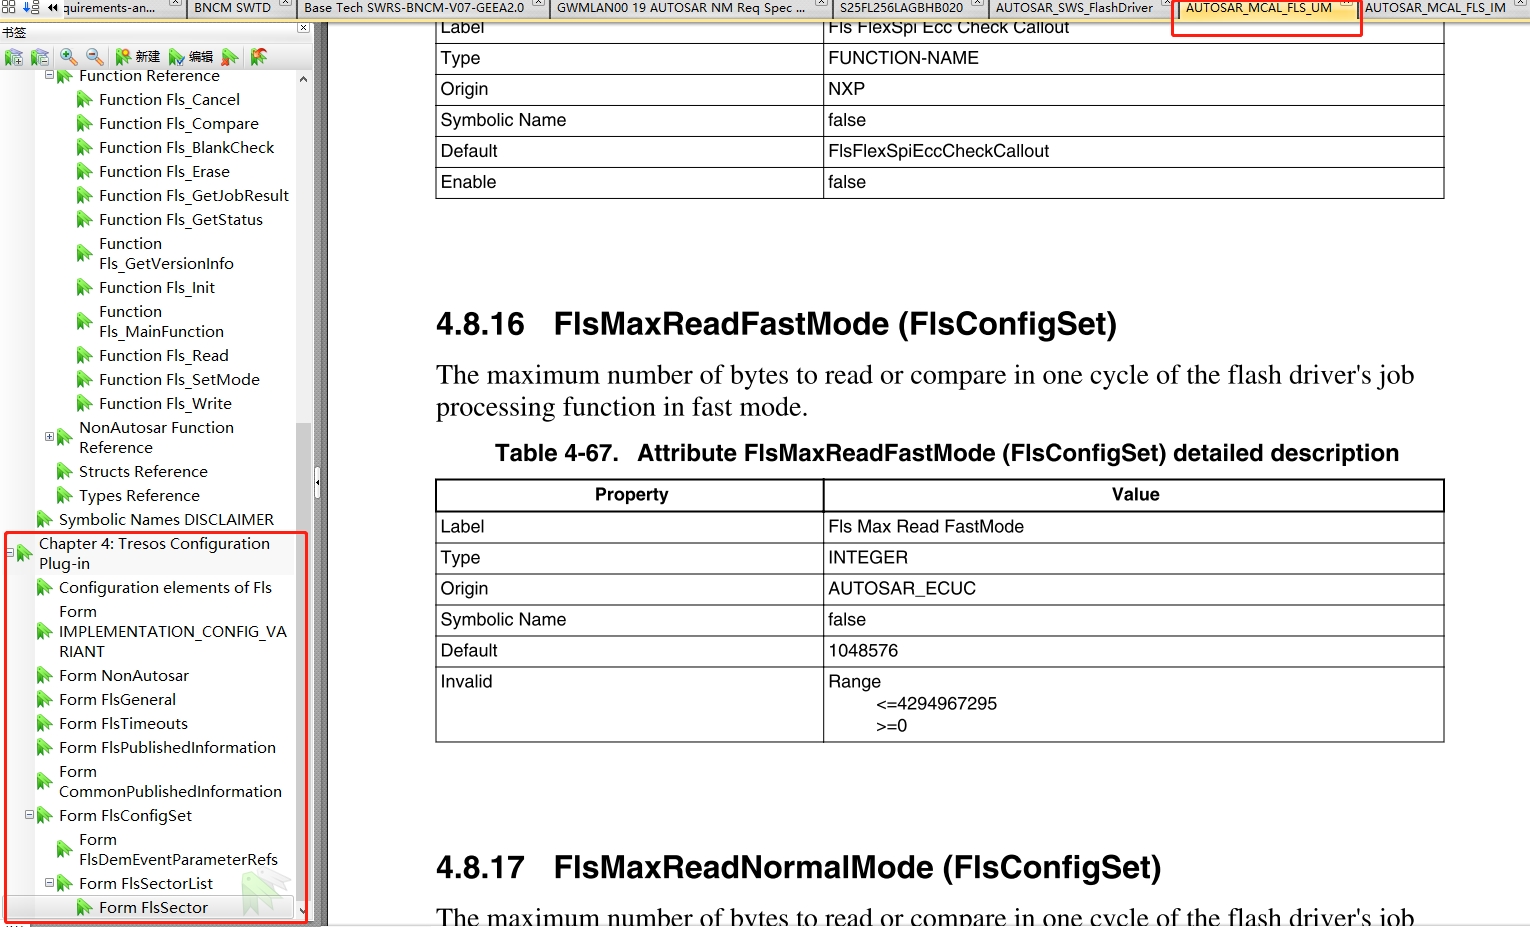 quirements-an...
BNCM SWTD
Base Tech SWRS-BNCM-V07-GEEA2.0
GWMLAN00 19 AUTOSAR NM Req Spec ...
S25FL256LAGBHB020
AUTOSAR_SWS_FlashDriver
AUTOSAR_MCAL_FLS_UM
AUTOSAR_MCAL_FLS_IM
书签
新建
编辑
Function Reference
Function Fls_Cancel
Function Fls_Compare
Function Fls_BlankCheck
Function Fls_Erase
Function Fls_GetJobResult
Function Fls_GetStatus
Function
Fls_GetVersionInfo
Function Fls_Init
Function
Fls_MainFunction
Function Fls_Read
Function Fls_SetMode
Function Fls_Write
NonAutosar Function
Reference
Structs Reference
Types Reference
Symbolic Names DISCLAIMER
Chapter 4: Tresos Configuration
Plug-in
Configuration elements of Fls
Form
IMPLEMENTATION_CONFIG_VA
RIANT
Form NonAutosar
Form FlsGeneral
Form FlsTimeouts
Form FlsPublishedInformation
Form
CommonPublishedInformation
Form FlsConfigSet
Form
FlsDemEventParameterRefs
Form FlsSectorList
Form FlsSector
Label Fls FlexSpi Ecc Check Callout
Type FUNCTION-NAME
Origin NXP
Symbolic Name false
Default FlsFlexSpiEccCheckCallout
Enable false
4.8.16 FlsMaxReadFastMode (FlsConfigSet)
The maximum number of bytes to read or compare in one cycle of the flash driver's job
processing function in fast mode.
Table 4-67. Attribute FlsMaxReadFastMode (FlsConfigSet) detailed description
Property Value
Label Fls Max Read FastMode
Type INTEGER
Origin AUTOSAR_ECUC
Symbolic Name false
Default 1048576
Invalid Range
<=4294967295
>=0
4.8.17 FlsMaxReadNormalMode (FlsConfigSet)
The maximum number of bytes to read or compare in one cycle of the flash driver's job